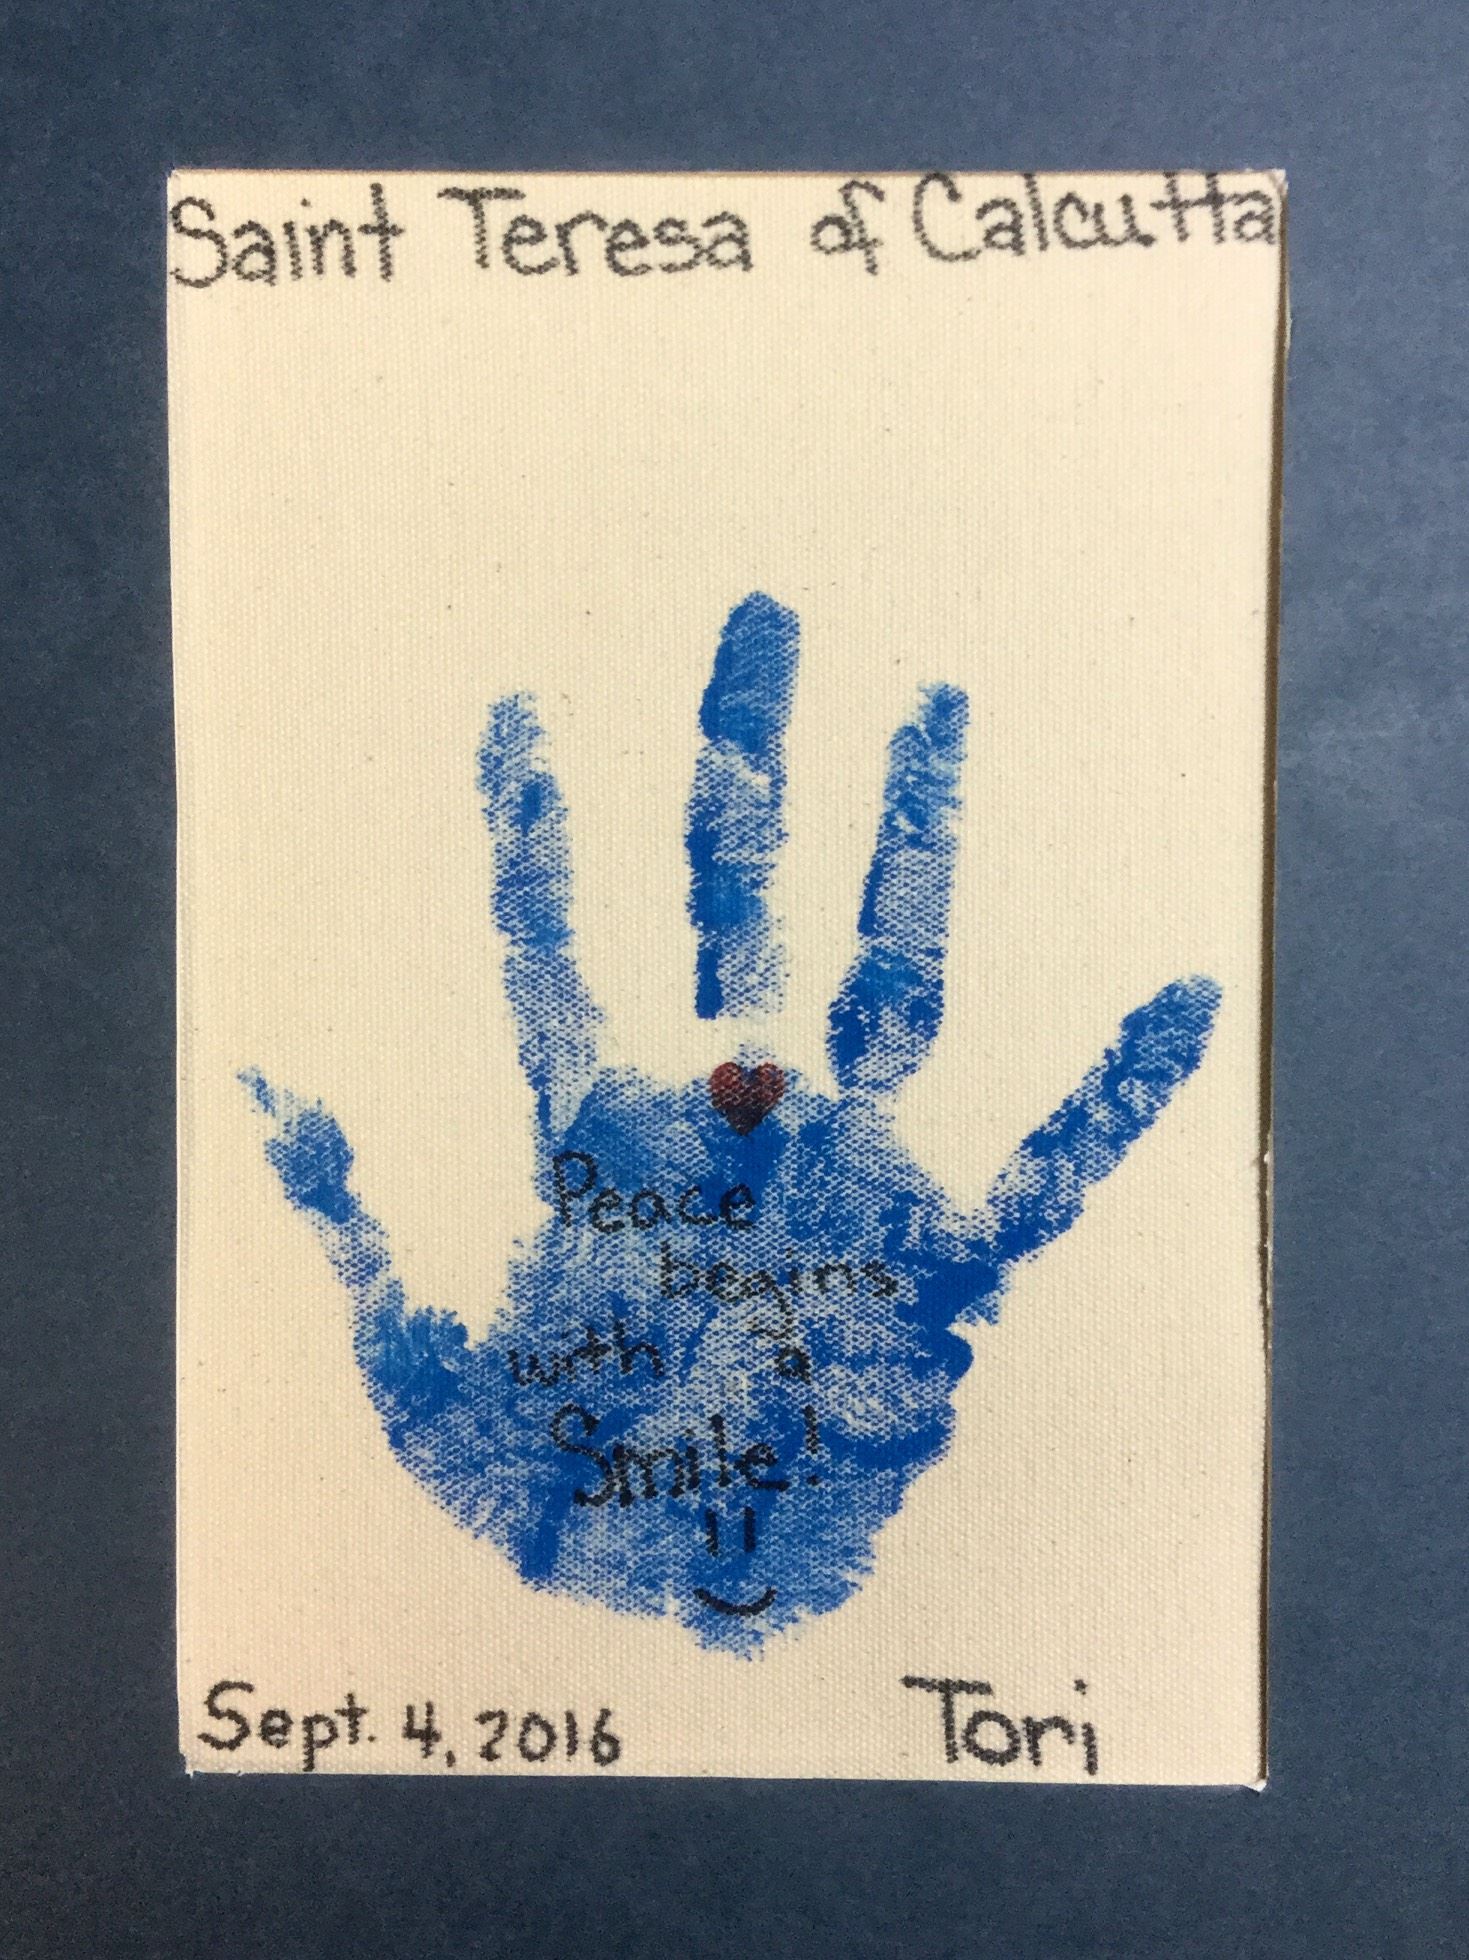 Saint Teresa of Calcutta
Peace
begins
with a
Smile!
Sept. 4, 2016 Tori